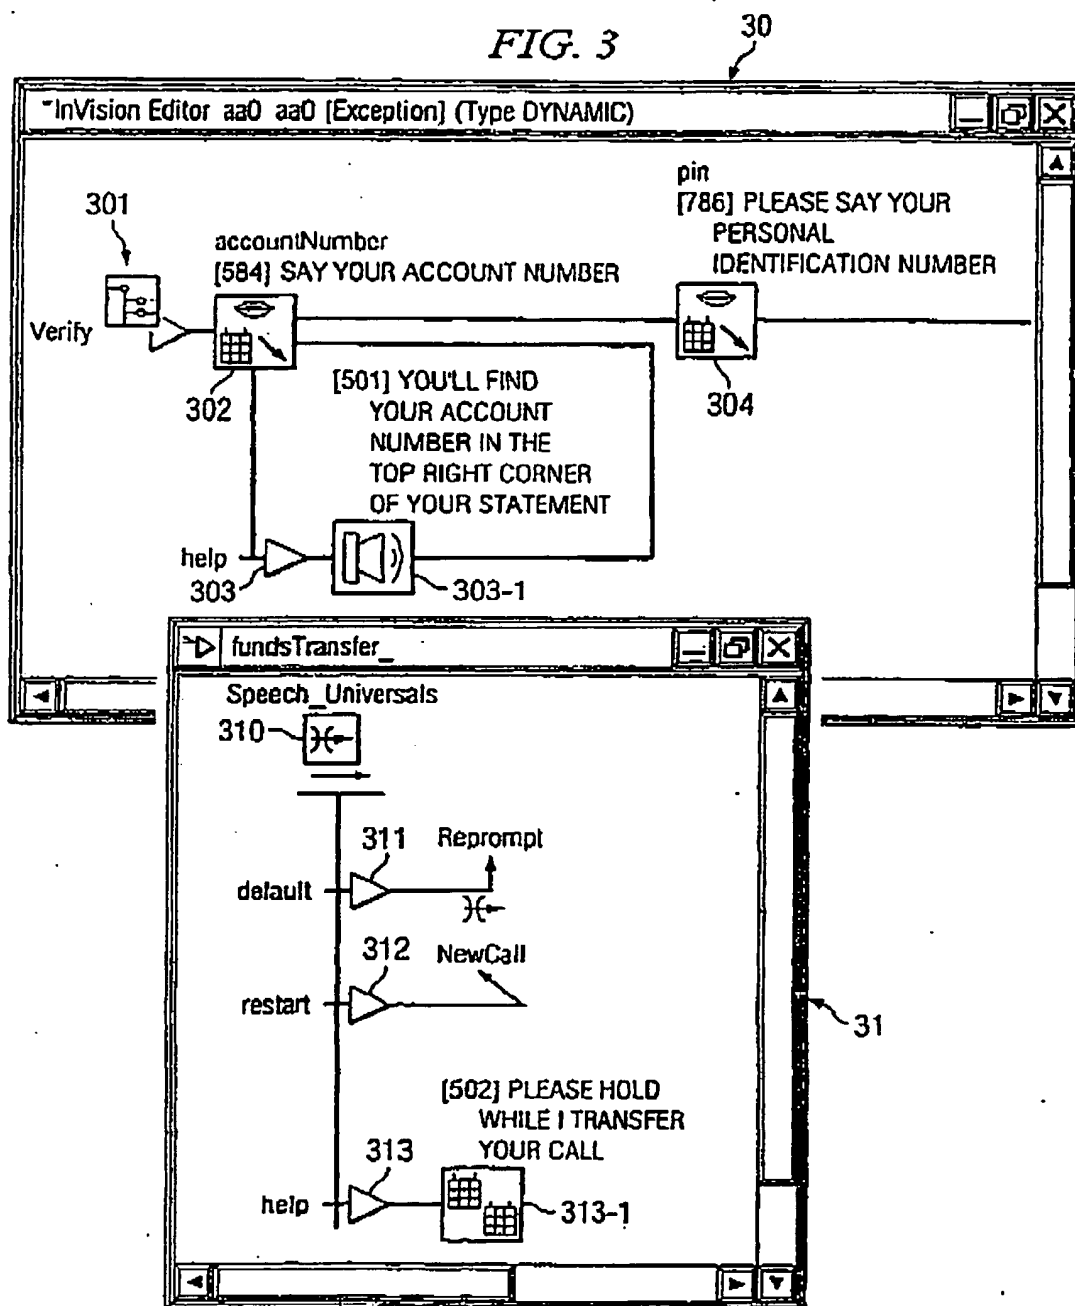 FIG. 3
30
InVision Editor aa0 aa0 [Exception] (Type DYNAMIC)
301
Verify
accountNumber
[584] SAY YOUR ACCOUNT NUMBER
302
pin
[786] PLEASE SAY YOUR
PERSONAL
IDENTIFICATION NUMBER
304
[501] YOU'LL FIND
YOUR ACCOUNT
NUMBER IN THE
TOP RIGHT CORNER
OF YOUR STATEMENT
help
303
303-1
fundsTransfer_
Speech_Universals
310
311
Reprompt
default
312
NewCall
restart
31
[502] PLEASE HOLD
WHILE I TRANSFER
YOUR CALL
313
help
313-1